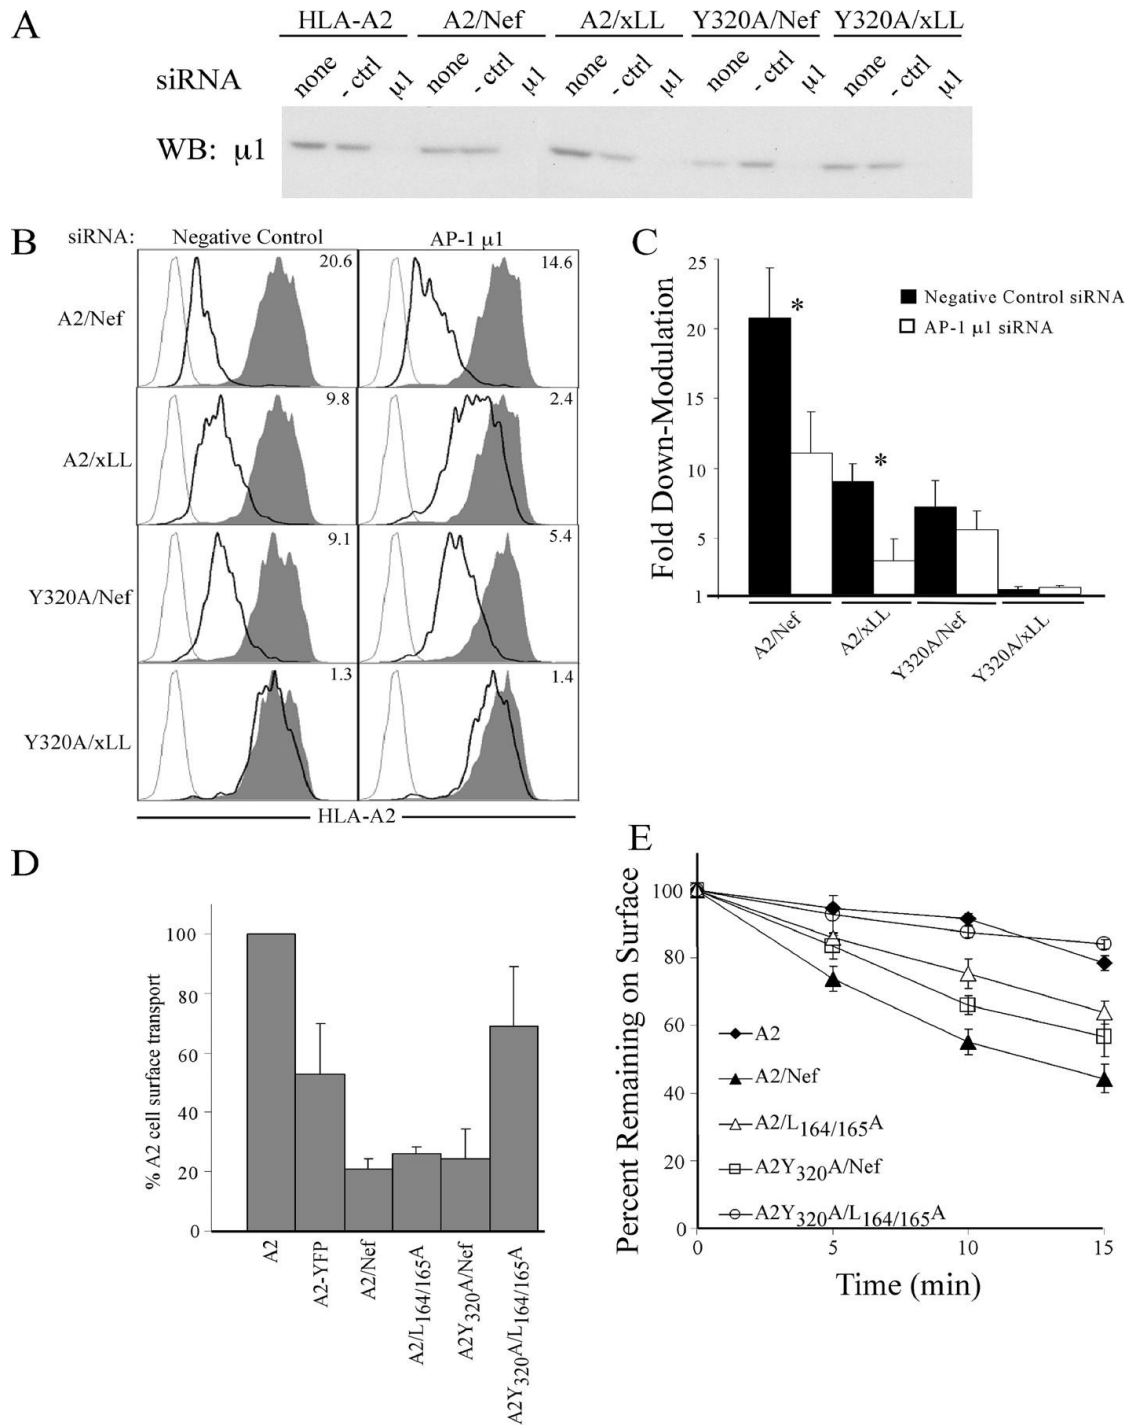 A
HLA-A2 A2/Nef A2/xLL Y320A/Nef Y320A/xLL
siRNA none - ctrl μ1 none - ctrl μ1 none - ctrl μ1 none - ctrl μ1 none - ctrl μ1
WB: μ1
B
siRNA: Negative Control AP-1 μ1
A2/Nef 20.6 14.6
A2/xLL 9.8 2.4
Y320A/Nef 9.1 5.4
Y320A/xLL 1.3 1.4
HLA-A2
C
Fold Down-Modulation
25
20
15
10
5
1
Negative Control siRNA
AP-1 μ1 siRNA
*
*
A2/Nef A2/xLL Y320A/Nef Y320A/xLL
D
% A2 cell surface transport
100
80
60
40
20
0
A2 A2-YFP A2/Nef A2/L164/165A A2Y320A/Nef A2Y320A/L164/165A
E
Percent Remaining on Surface
100
80
60
40
20
0
A2
A2/Nef
A2/L164/165A
A2Y320A/Nef
A2Y320A/L164/165A
0 5 10 15
Time (min)